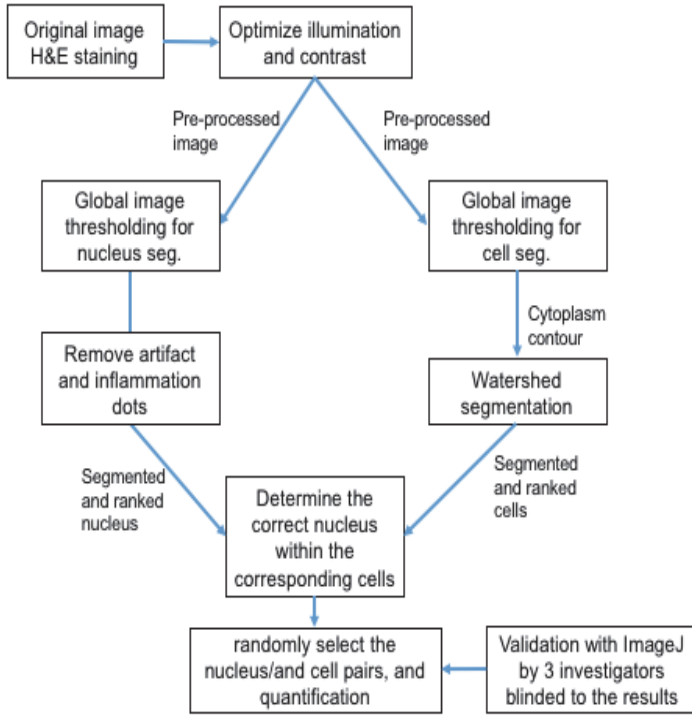 Original image
H&E staining
Optimize illumination
and contrast
Pre-processed
image
Pre-processed
image
Global image
thresholding for
nucleus seg.
Global image
thresholding for
cell seg.
Cytoplasm
contour
Remove artifact
and inflammation
dots
Watershed
segmentation
Segmented
and ranked
nucleus
Segmented
and ranked
cells
Determine the
correct nucleus
within the
corresponding cells
randomly select the
nucleus/and cell pairs, and
quantification
Validation with ImageJ
by 3 investigators
blinded to the results